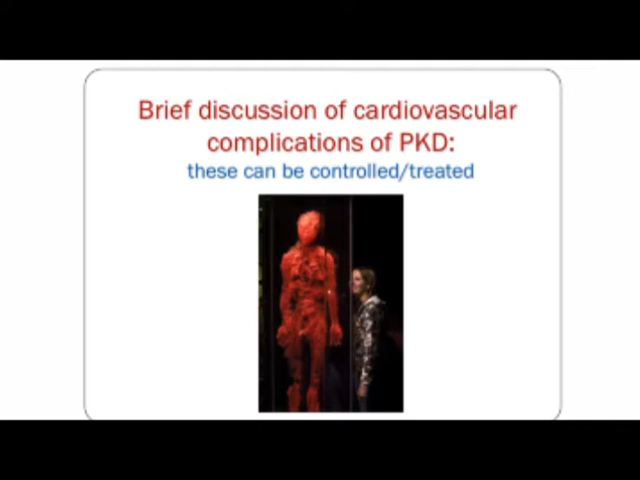 Brief discussion of cardiovascular
complications of PKD:
these can be controlled/treated